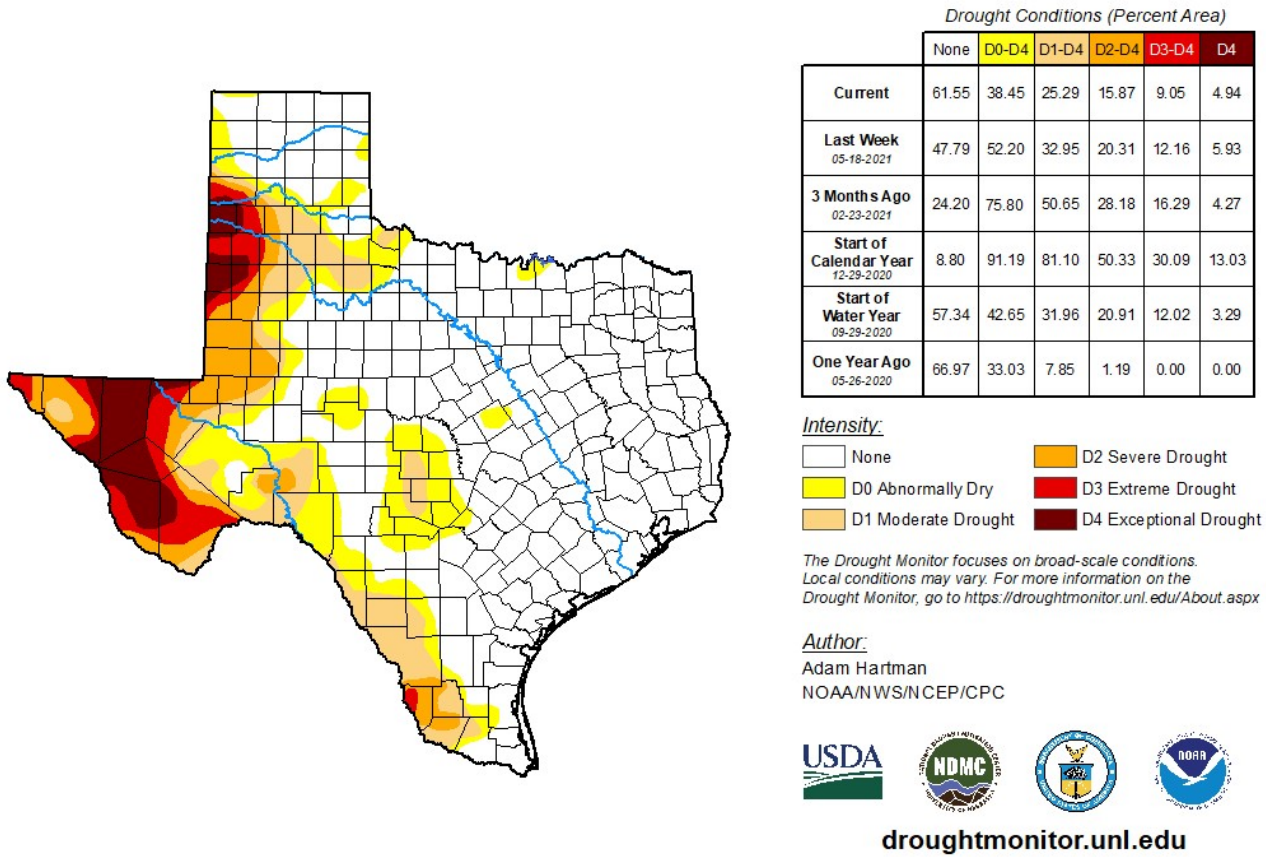 Drought Conditions (Percent Area)
None D0-D4 D1-D4 D2-D4 D3-D4 D4
Current 61.55 38.45 25.29 15.87 9.05 4.94
Last Week
05-18-2021
47.79 52.20 32.95 20.31 12.16 5.93
3 Months Ago
02-23-2021
24.20 75.80 50.65 28.18 16.29 4.27
Start of
Calendar Year
12-29-2020
8.80 91.19 81.10 50.33 30.09 13.03
Start of
Water Year
09-29-2020
57.34 42.65 31.96 20.91 12.02 3.29
One Year Ago
05-26-2020
66.97 33.03 7.85 1.19 0.00 0.00
Intensity:
None
D0 Abnormally Dry
D1 Moderate Drought
D2 Severe Drought
D3 Extreme Drought
D4 Exceptional Drought
The Drought Monitor focuses on broad-scale conditions.
Local conditions may vary. For more information on the
Drought Monitor, go to https://droughtmonitor.unl.edu/About.aspx
Author:
Adam Hartman
NOAA/NWS/NCEP/CPC
USDA
NDMC
NOAA
droughtmonitor.unl.edu